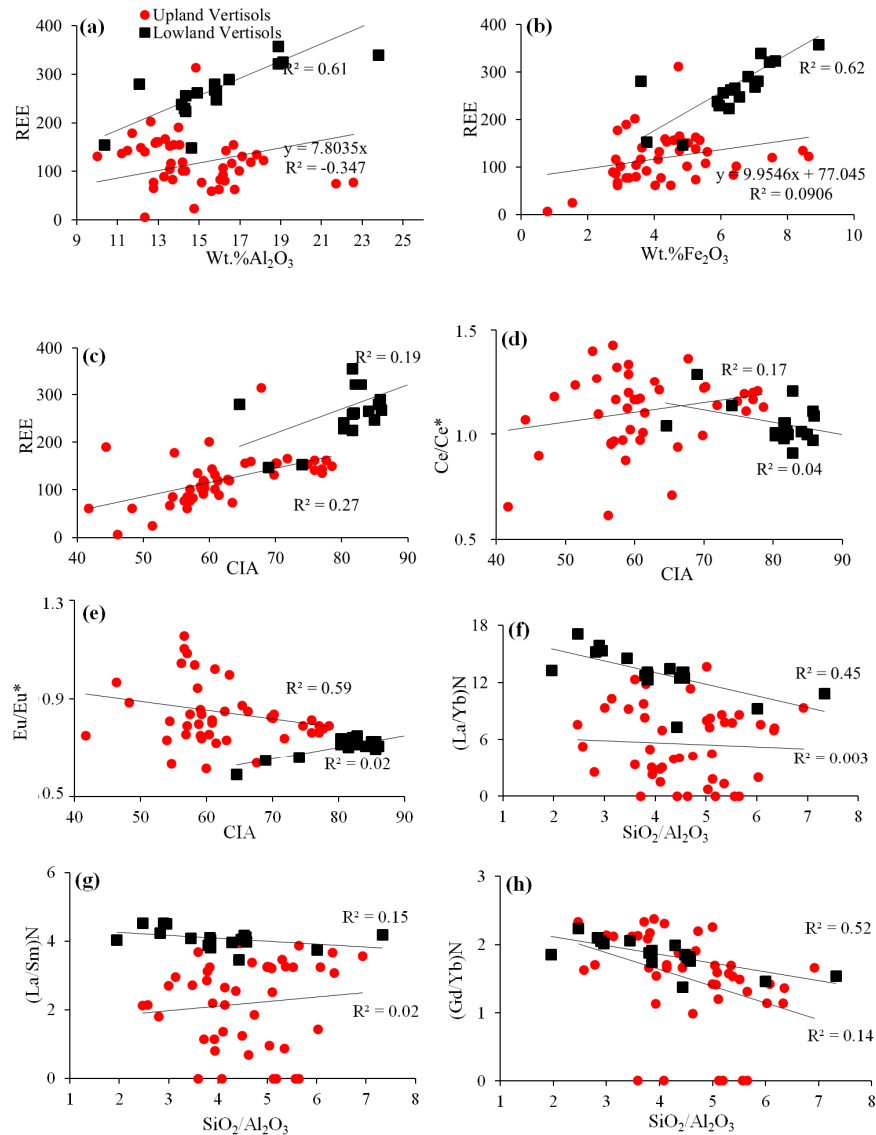 Upland Vertisols
Lowland Vertisols
(a)
REE
400
300
200
100
0
R² = 0.61
y = 7.8035x
R² = -0.347
9 11 13 15 17 19 21 23 25
Wt.%Al₂O₃
(b)
REE
400
300
200
100
0
R² = 0.62
y = 9.9546x + 77.045
R² = 0.0906
0 2 4 6 8 10
Wt.%Fe₂O₃
(c)
REE
400
300
200
100
0
R² = 0.19
R² = 0.27
40 50 60 70 80 90
CIA
(d)
Ce/Ce*
1.5
1.0
0.5
R² = 0.17
R² = 0.04
40 50 60 70 80 90
CIA
(e)
Eu/Eu*
1.3
0.9
0.5
R² = 0.59
R² = 0.02
40 50 60 70 80 90
CIA
(f)
(La/Yb)N
18
12
6
0
R² = 0.45
R² = 0.003
1 2 3 4 5 6 7 8
SiO₂/Al₂O₃
(g)
(La/Sm)N
6
4
2
0
R² = 0.15
R² = 0.02
1 2 3 4 5 6 7 8
SiO₂/Al₂O₃
(h)
(Gd/Yb)N
3
2
1
0
R² = 0.52
R² = 0.14
1 2 3 4 5 6 7 8
SiO₂/Al₂O₃